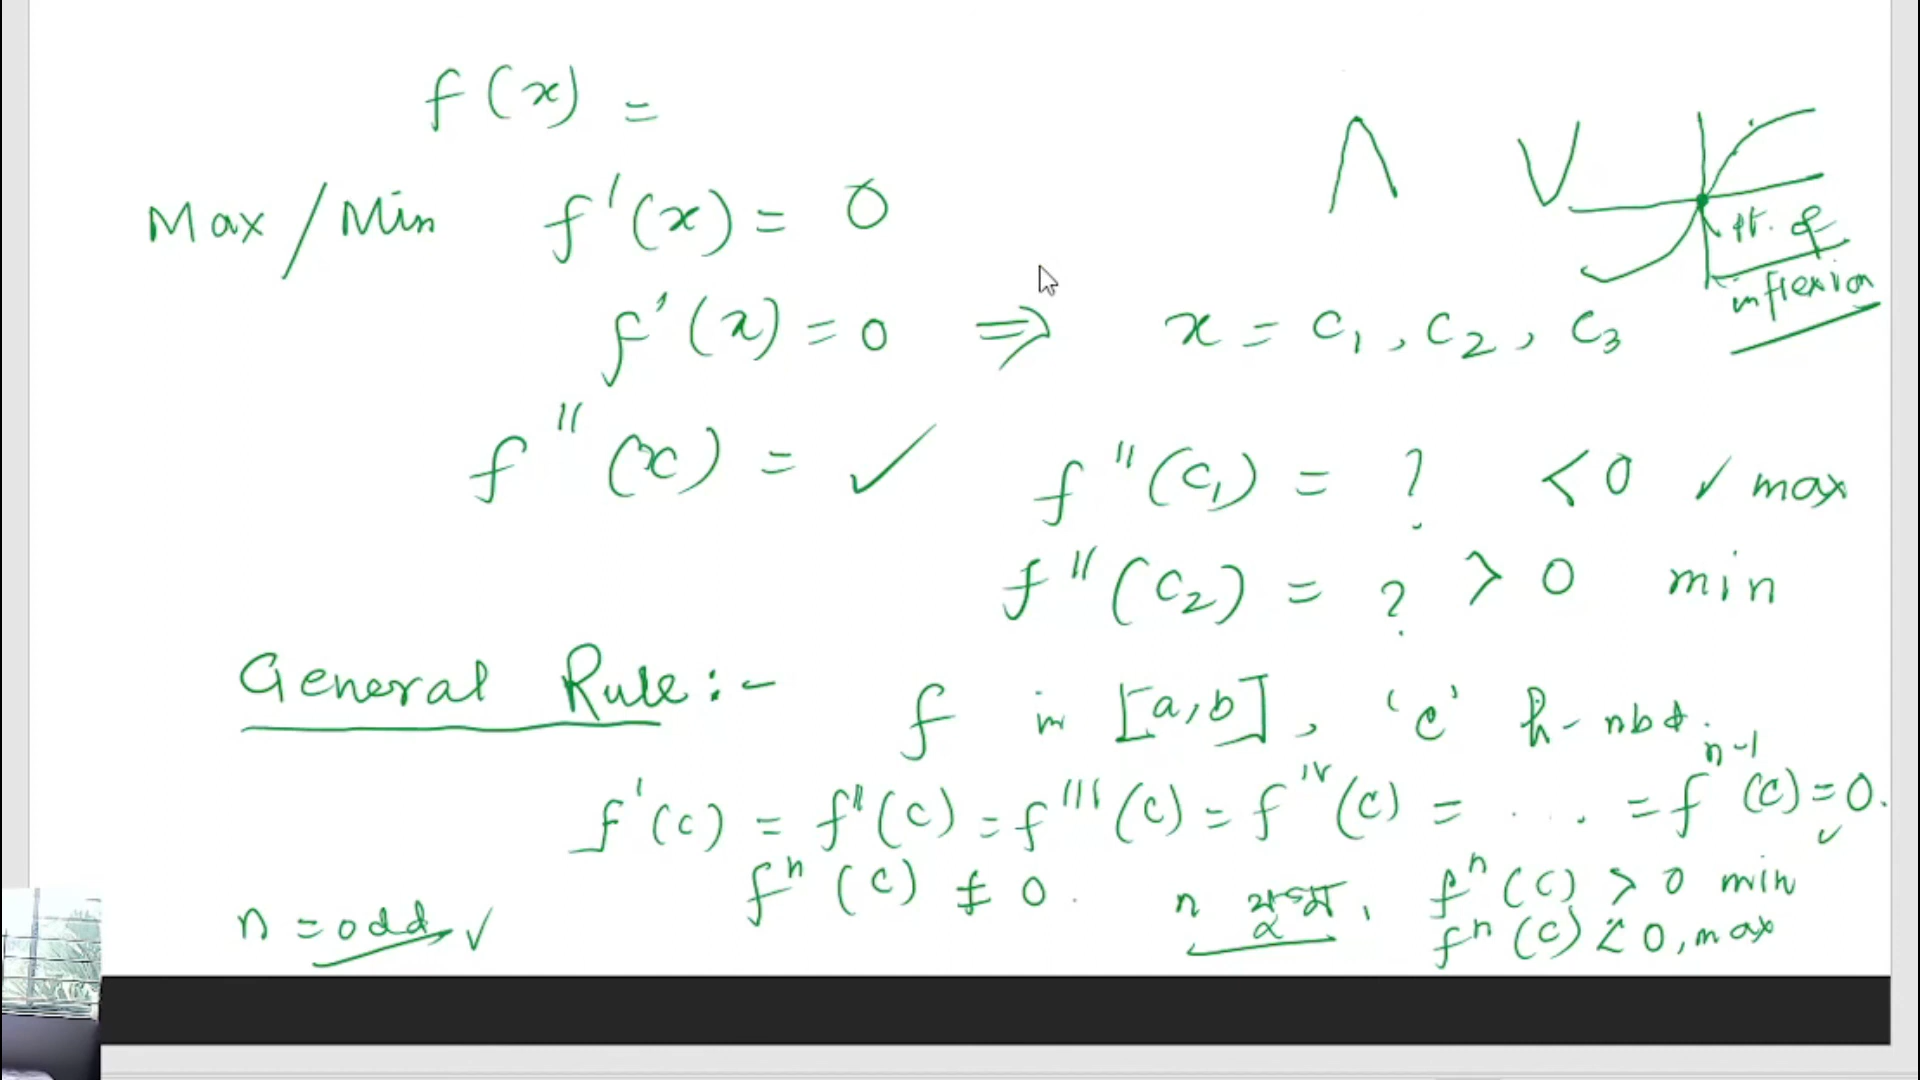 f(x) =
Max/Min f'(x) = 0
pt. of
inflexion
f'(x) = 0 ⇒ x = c₁, c₂, c₃
f''(x) = ✓ f''(c₁) = ? < 0 ✓ max
f''(c₂) = ? > 0 min
General Rule:- f in [a,b], 'c' h-nbd.
f'(c) = f''(c) = f'''(c) = f^{iv}(c) = .... = f^{n-1}(c) = 0.
f^n(c) ≠ 0. n যুগ্ম, f^n(c) > 0 min
n = odd ✓ f^n(c) < 0, max